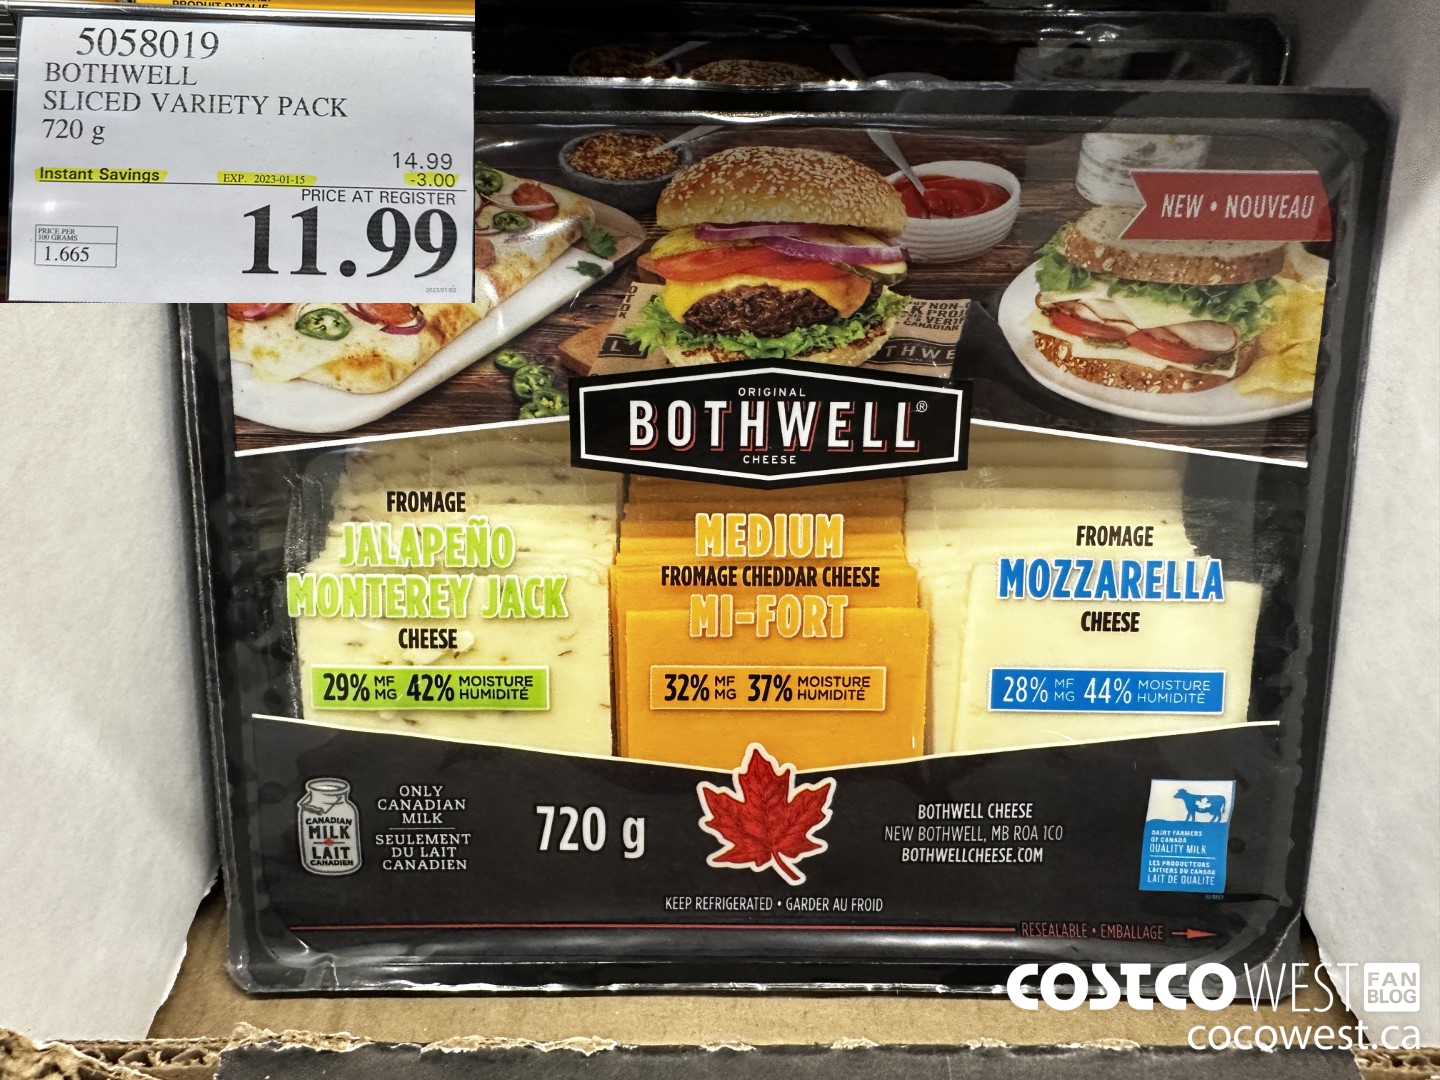 PRODUIT D'ITALIE
5058019
BOTHWELL
SLICED VARIETY PACK
720 g
14.99
Instant Savings EXP. 2023-01-15 -3.00
PRICE AT REGISTER
11.99
PRICE PER
100 GRAMS
1.665
2023/01/02
NEW • NOUVEAU
ORIGINAL
BOTHWELL®
CHEESE
FROMAGE
JALAPEÑO
MONTEREY JACK
CHEESE
29% MF MG 42% MOISTURE HUMIDITÉ
MEDIUM
FROMAGE CHEDDAR CHEESE
MI-FORT
32% MF MG 37% MOISTURE HUMIDITÉ
FROMAGE
MOZZARELLA
CHEESE
28% MF MG 44% MOISTURE HUMIDITÉ
CANADIAN
MILK
LAIT
CANADIEN
ONLY
CANADIAN
MILK
SEULEMENT
DU LAIT
CANADIEN
720 g
BOTHWELL CHEESE
NEW BOTHWELL, MB R0A 1C0
BOTHWELLCHEESE.COM
DAIRY FARMERS
OF CANADA
QUALITY MILK
LES PRODUCTEURS
LAITIERS DU CANADA
LAIT DE QUALITÉ
KEEP REFRIGERATED • GARDER AU FROID
RESEALABLE • EMBALLAGE
COSTCO WEST FAN BLOG
cocowest.ca